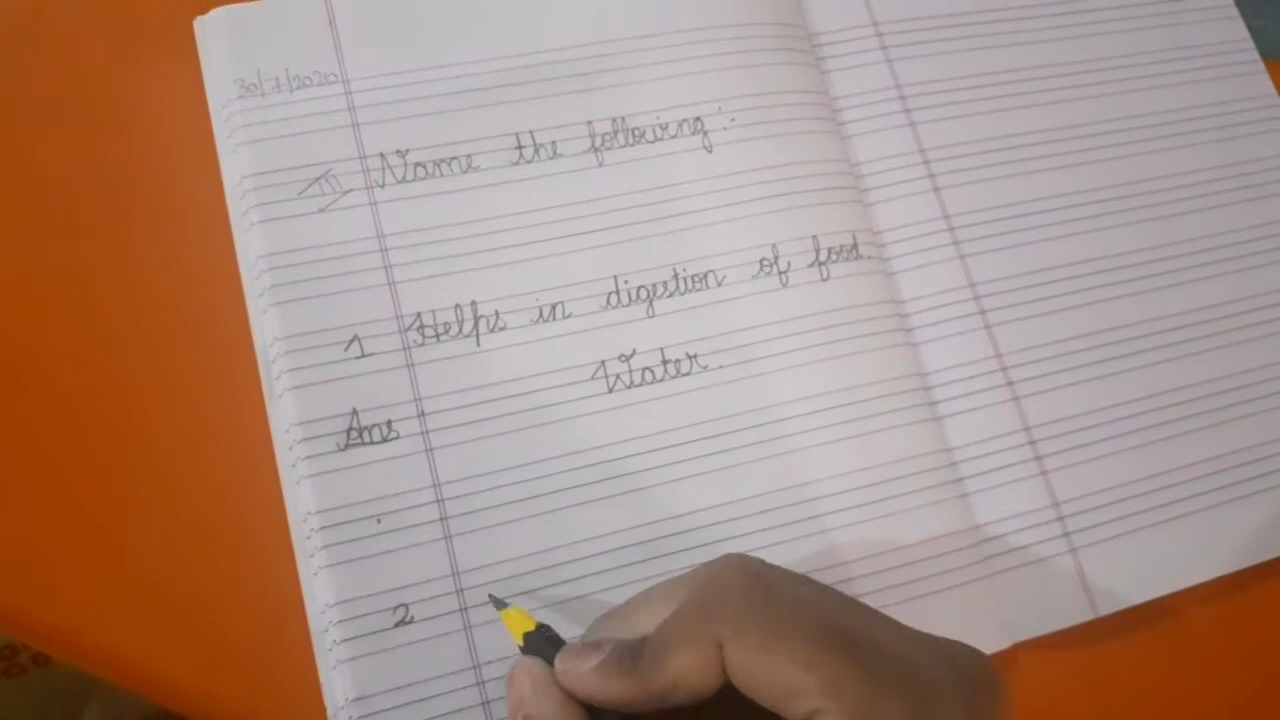 30/7/2020
III Name the following :-
1 Helps in digestion of food.
Water.
Ans
2